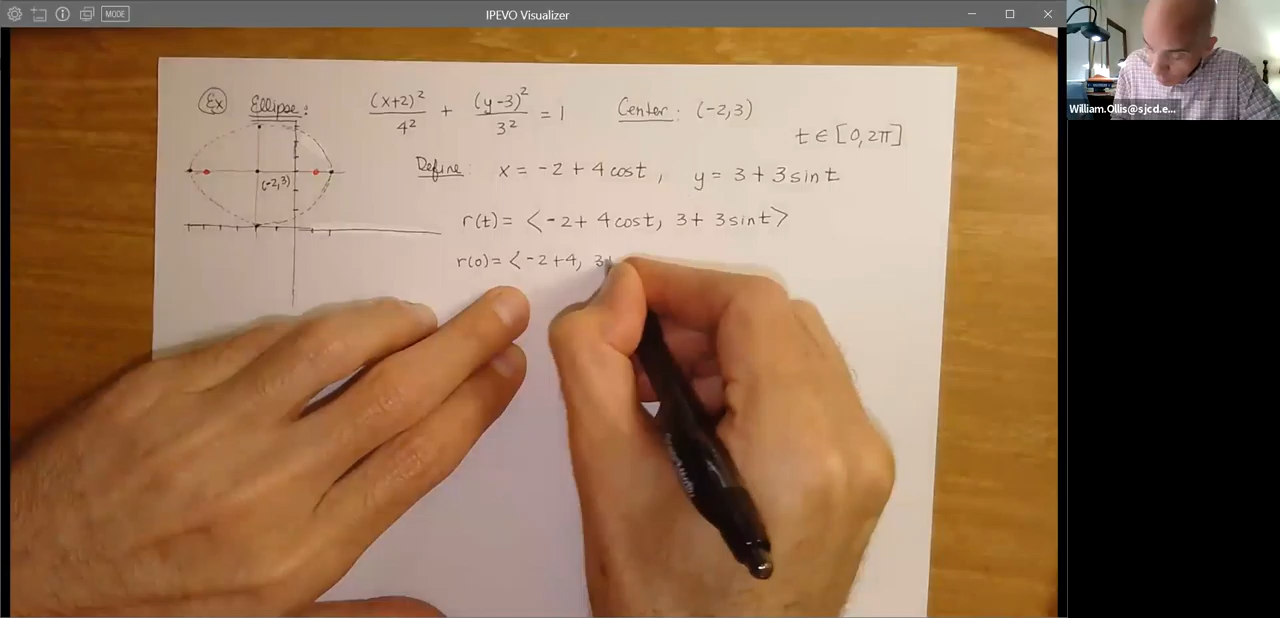 IPEVO Visualizer
MODE
William.Ollis@sjcd.e...
Ex Ellipse: (x+2)²/4² + (y-3)²/3² = 1 Center: (-2,3)
t ∈ [0,2π]
(-2,3)
Define: x = -2 + 4cost, y = 3 + 3sint
r(t) = <-2+ 4cost, 3+ 3sint>
r(0) = <-2+4, 3+